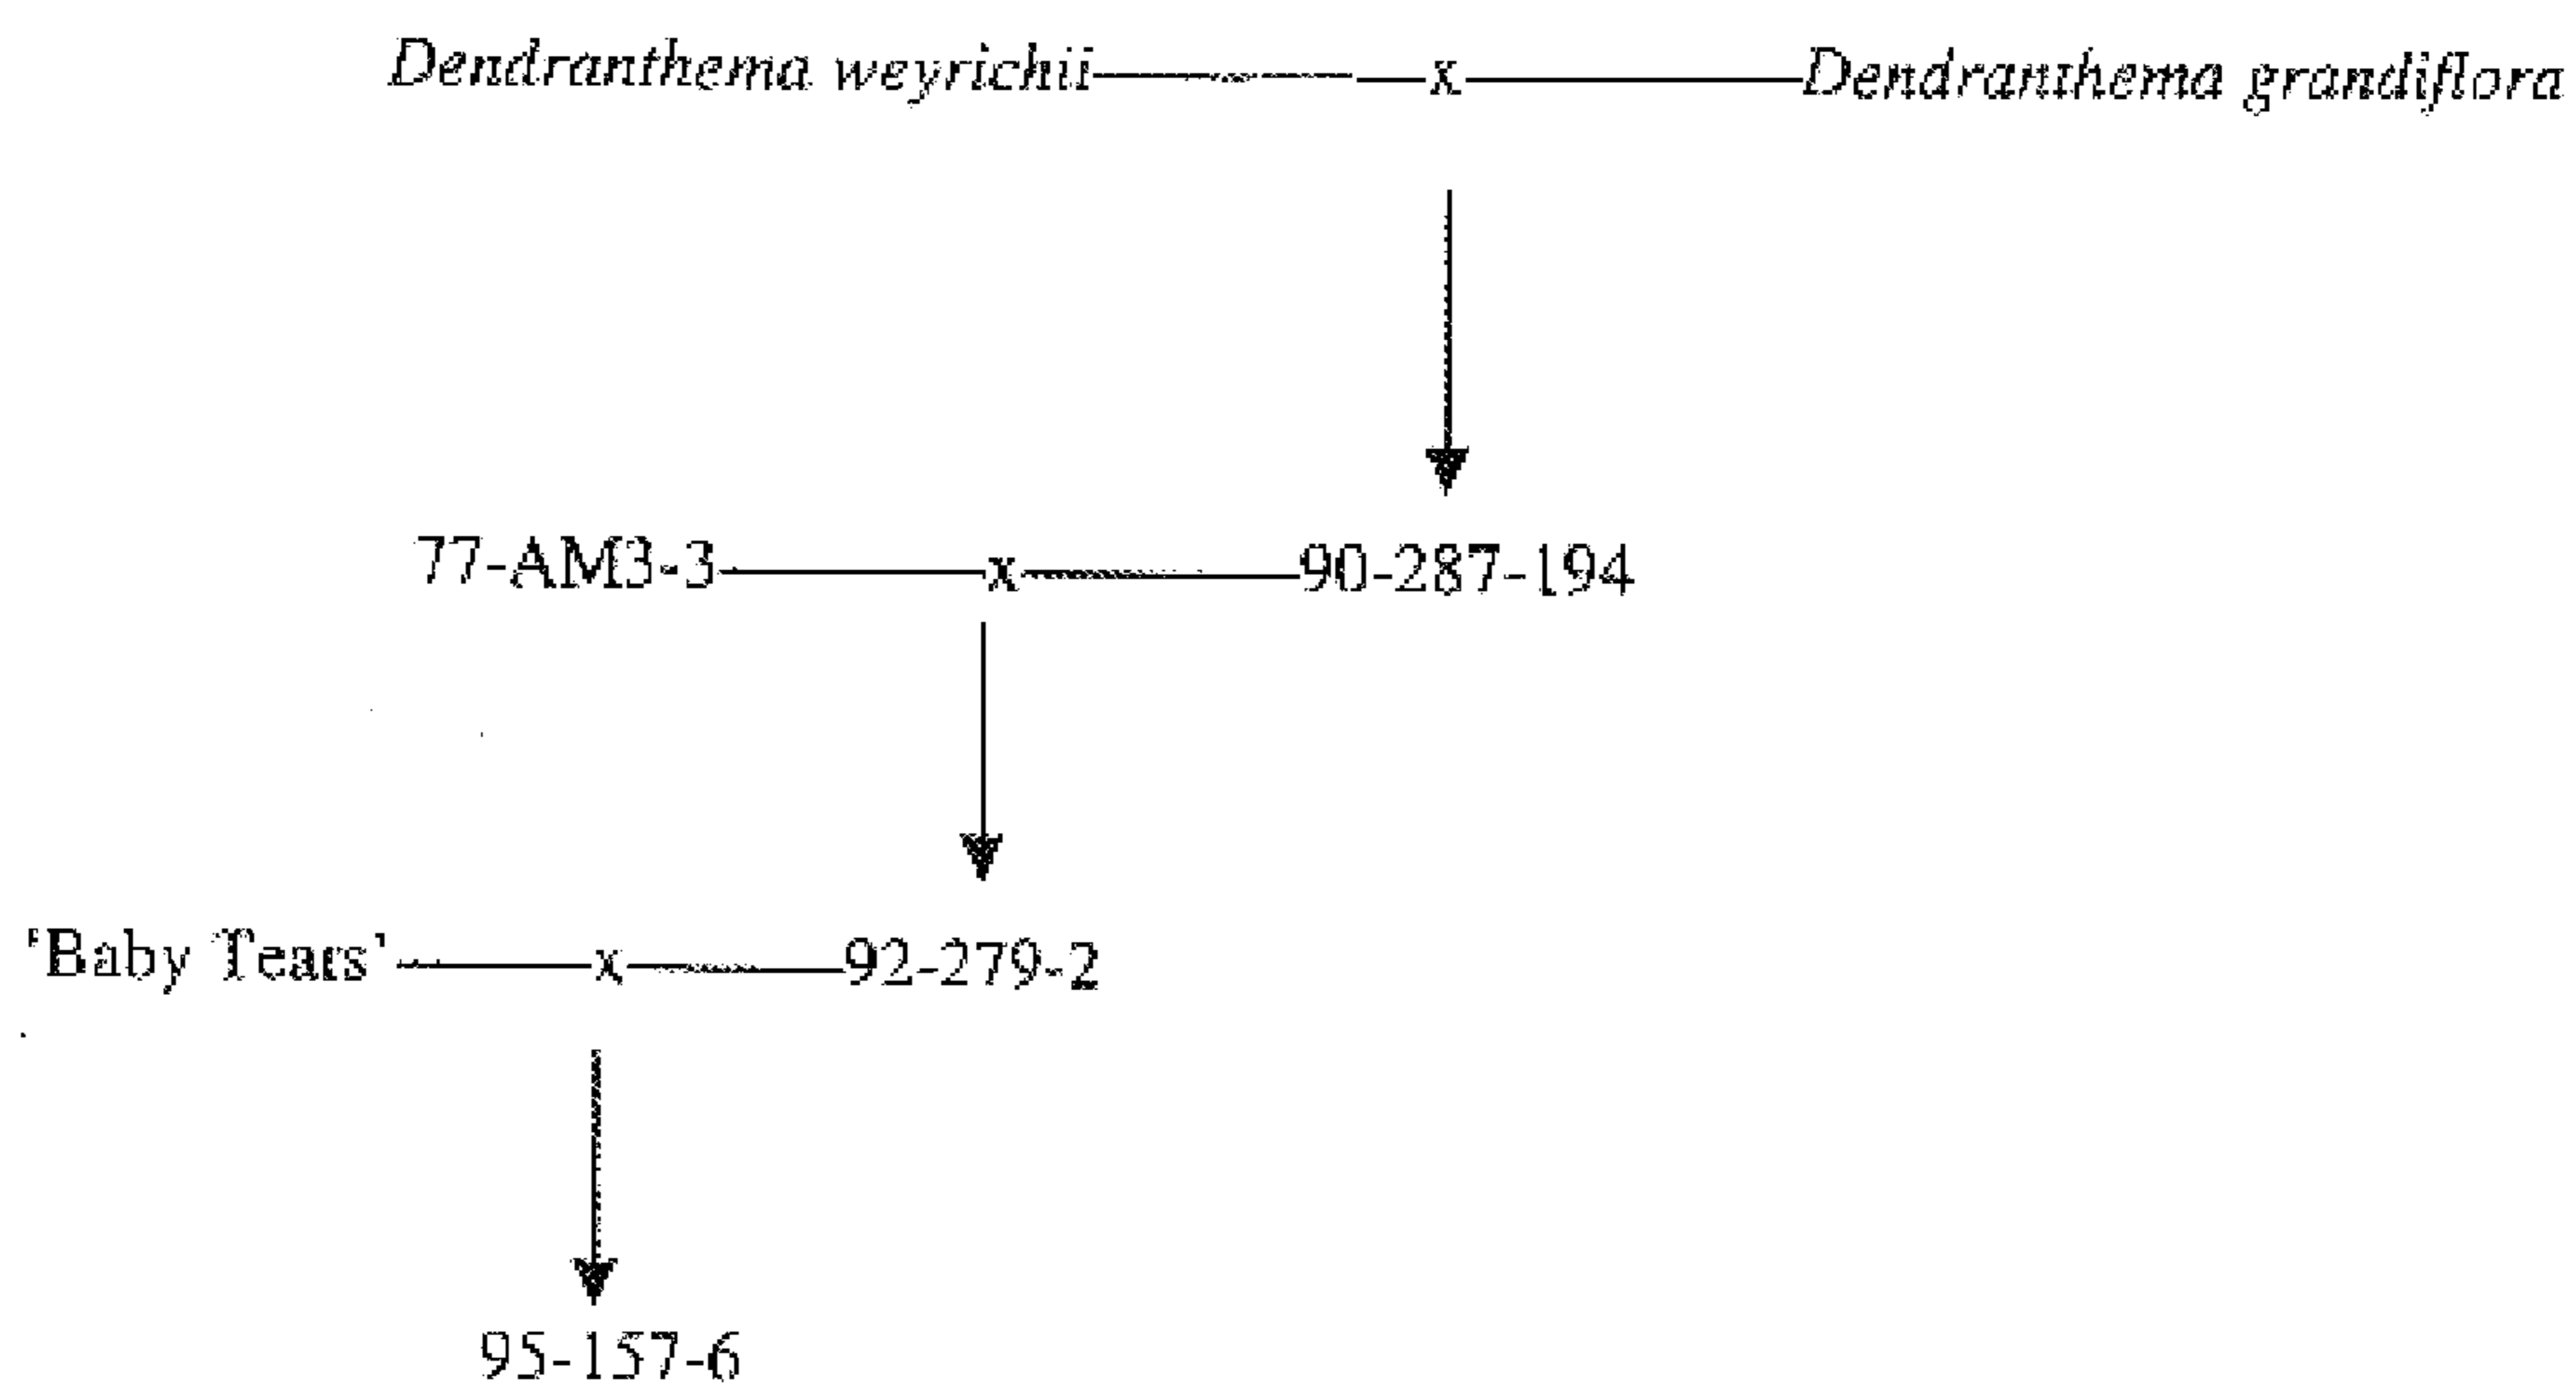 Dendranthema weyrichii x Dendranthema grandiflora
77-AM3-3 x 90-287-194
'Baby Tears' x 92-279-2
95-157-6